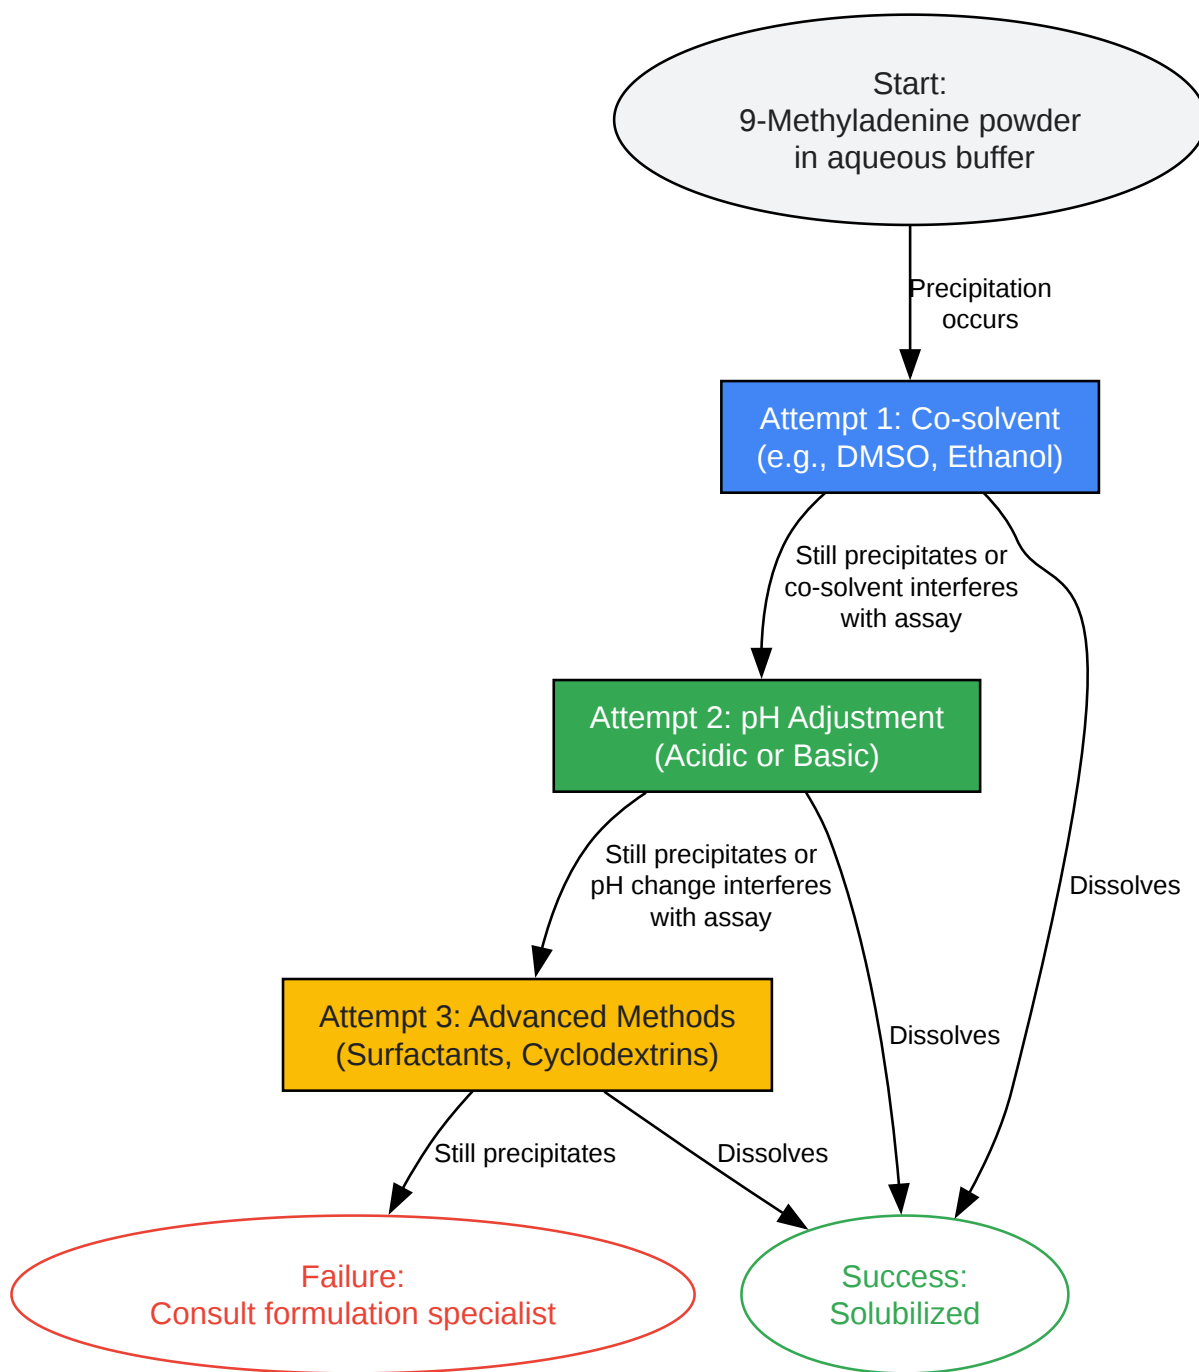 Start:
9-Methyladenine powder
in aqueous buffer
Precipitation
occurs
Attempt 1: Co-solvent
(e.g., DMSO, Ethanol)
Still precipitates or
co-solvent interferes
with assay
Attempt 2: pH Adjustment
(Acidic or Basic)
Still precipitates or
pH change interferes
with assay
Dissolves
Attempt 3: Advanced Methods
(Surfactants, Cyclodextrins)
Dissolves
Still precipitates
Dissolves
Failure:
Consult formulation specialist
Success:
Solubilized